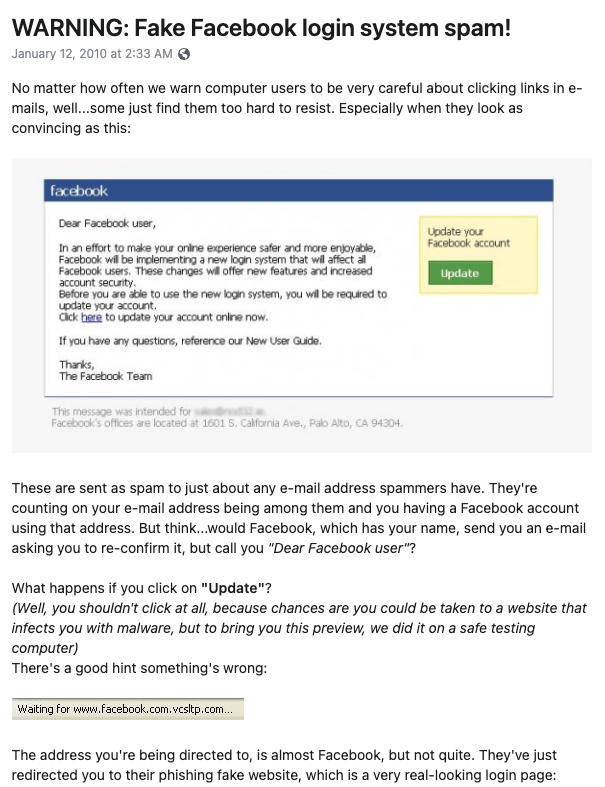 WARNING: Fake Facebook login system spam!
January 12, 2010 at 2:33 AM
No matter how often we warn computer users to be very careful about clicking links in e-
mails, well...some just find them too hard to resist. Especially when they look as
convincing as this:
facebook
Dear Facebook user,
In an effort to make your online experience safer and more enjoyable,
Facebook will be implementing a new login system that will affect all
Facebook users. These changes will offer new features and increased
account security.
Before you are able to use the new login system, you will be required to
update your account.
Click here to update your account online now.
If you have any questions, reference our New User Guide.
Thanks,
The Facebook Team
Update your
Facebook account
Update
This message was intended for
Facebook's offices are located at 1601 S. California Ave., Palo Alto, CA 94304.
These are sent as spam to just about any e-mail address spammers have. They're
counting on your e-mail address being among them and you having a Facebook account
using that address. But think...would Facebook, which has your name, send you an e-mail
asking you to re-confirm it, but call you "Dear Facebook user"?
What happens if you click on "Update"?
(Well, you shouldn't click at all, because chances are you could be taken to a website that
infects you with malware, but to bring you this preview, we did it on a safe testing
computer)
There's a good hint something's wrong:
Waiting for www.facebook.com.vcsltp.com...
The address you're being directed to, is almost Facebook, but not quite. They've just
redirected you to their phishing fake website, which is a very real-looking login page: